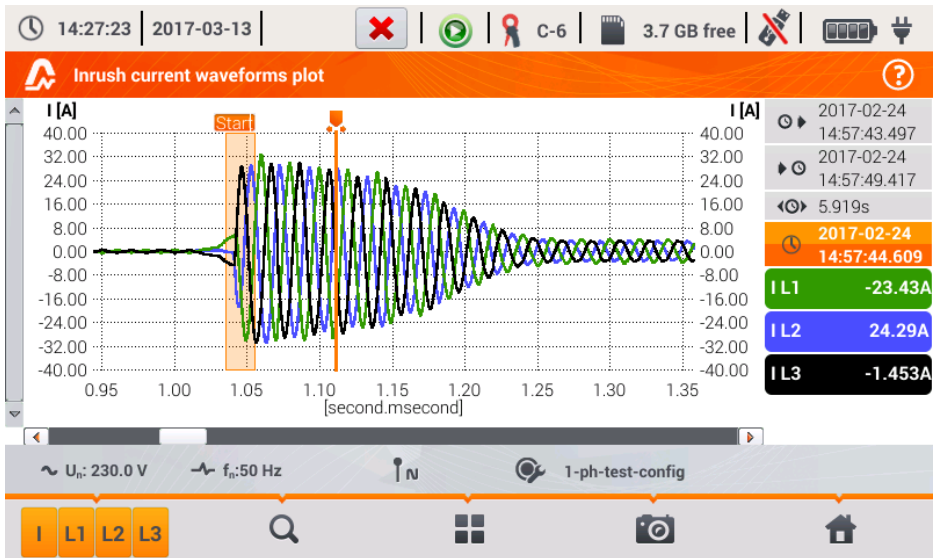 14:27:23 2017-03-13 C-6 3.7 GB free
Inrush current waveforms plot ?
I [A] I [A]
Start
40.00 40.00
32.00 32.00
24.00 24.00
16.00 16.00
8.00 8.00
0.00 0.00
-8.00 -8.00
-16.00 -16.00
-24.00 -24.00
-32.00 -32.00
-40.00 -40.00
0.95 1.00 1.05 1.10 1.15 1.20 1.25 1.30 1.35
[second.msecond]
2017-02-24
14:57:43.497
2017-02-24
14:57:49.417
5.919s
2017-02-24
14:57:44.609
I L1 -23.43A
I L2 24.29A
I L3 -1.453A
Un: 230.0 V fn:50 Hz N 1-ph-test-config
I L1 L2 L3